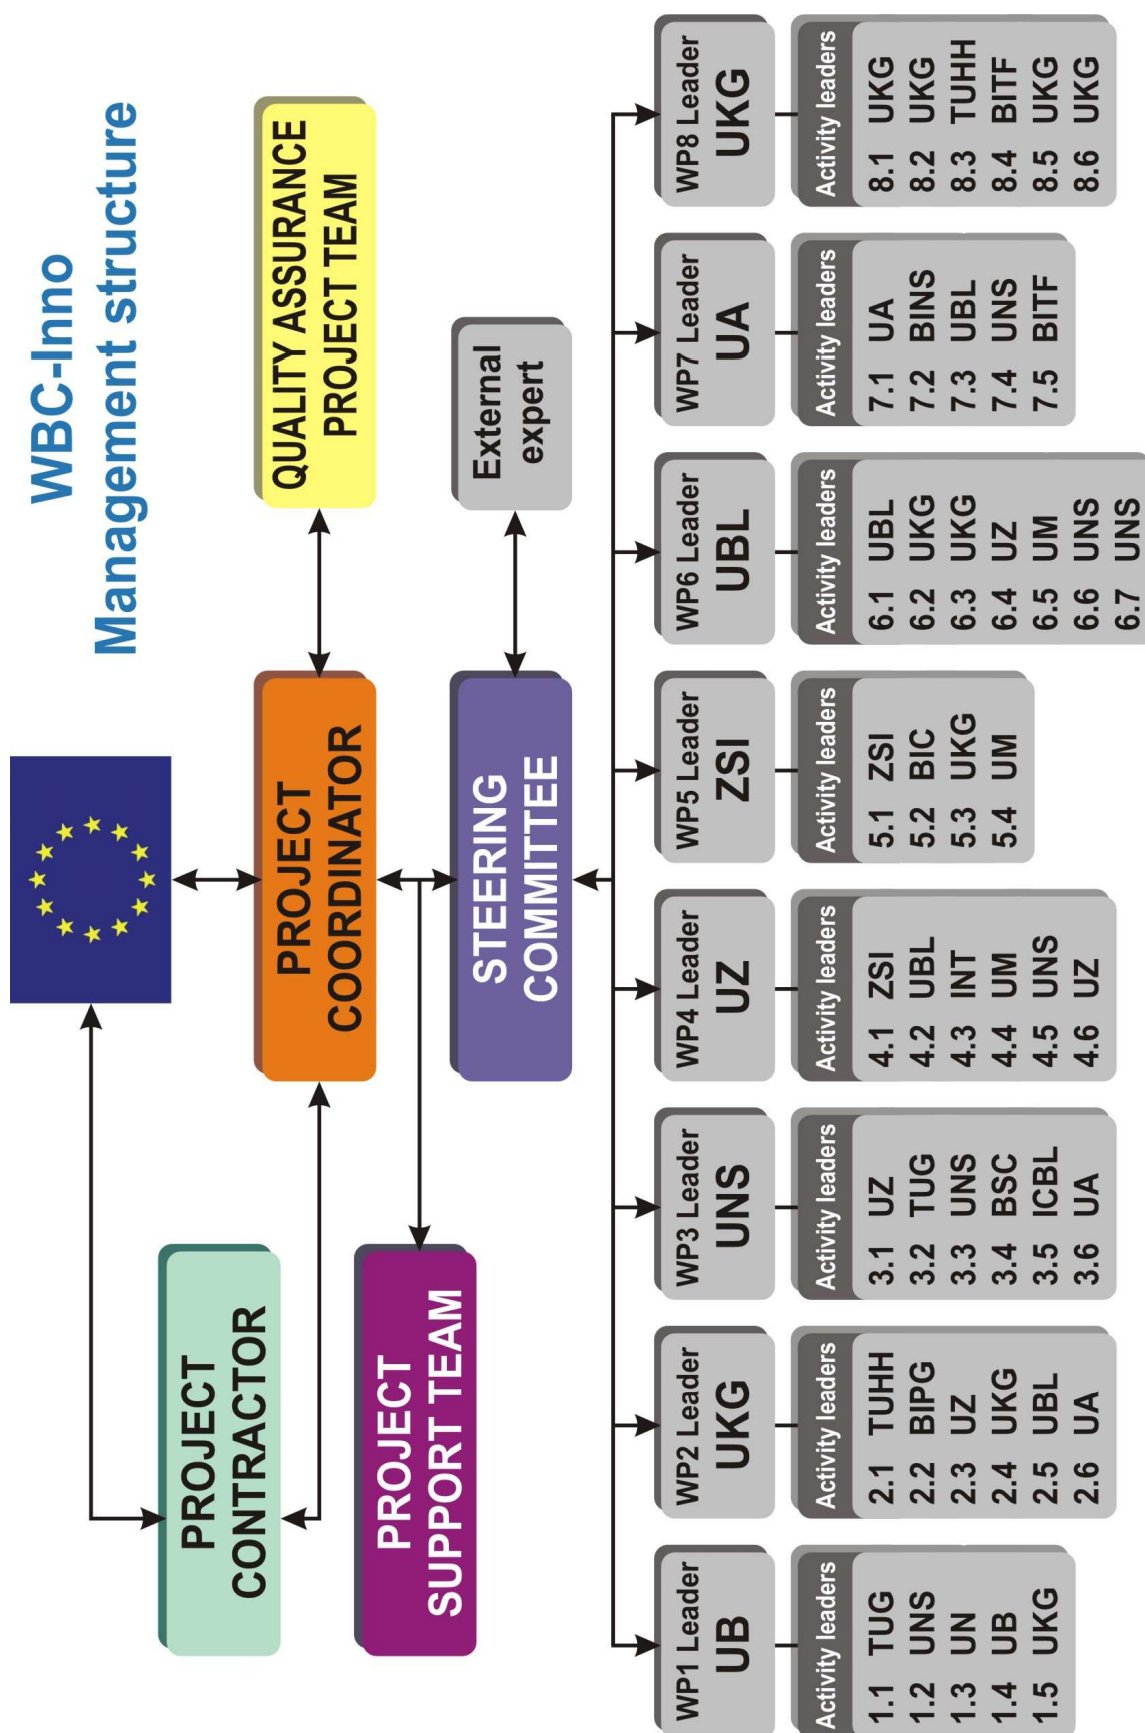 WBC-Inno
Management structure
PROJECT
CONTRACTOR
PROJECT
COORDINATOR
QUALITY ASSURANCE
PROJECT TEAM
PROJECT
SUPPORT TEAM
STEERING
COMMITTEE
External
expert
WP1 Leader
UB
Activity leaders
1.1 TUG
1.2 UNS
1.3 UN
1.4 UB
1.5 UKG
WP2 Leader
UKG
Activity leaders
2.1 TUHH
2.2 BIPG
2.3 UZ
2.4 UKG
2.5 UBL
2.6 UA
WP3 Leader
UNS
Activity leaders
3.1 UZ
3.2 TUG
3.3 UNS
3.4 BSC
3.5 ICBL
3.6 UA
WP4 Leader
UZ
Activity leaders
4.1 ZSI
4.2 UBL
4.3 INT
4.4 UM
4.5 UNS
4.6 UZ
WP5 Leader
ZSI
Activity leaders
5.1 ZSI
5.2 BIC
5.3 UKG
5.4 UM
WP6 Leader
UBL
Activity leaders
6.1 UBL
6.2 UKG
6.3 UKG
6.4 UZ
6.5 UM
6.6 UNS
6.7 UNS
WP7 Leader
UA
Activity leaders
7.1 UA
7.2 BINS
7.3 UBL
7.4 UNS
7.5 BITF
WP8 Leader
UKG
Activity leaders
8.1 UKG
8.2 UKG
8.3 TUHH
8.4 BITF
8.5 UKG
8.6 UKG